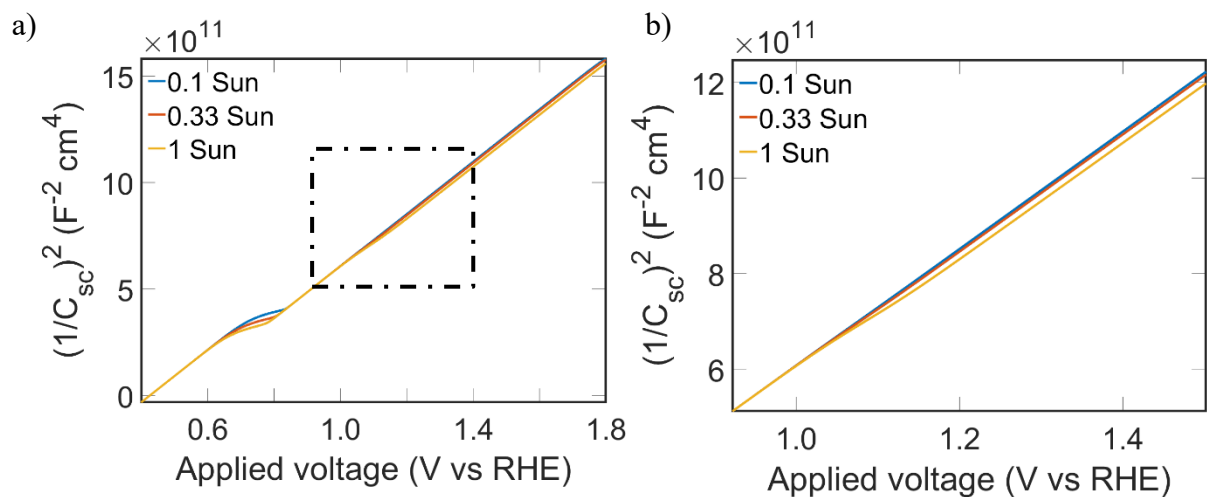 a)
×10^11
0.1 Sun
0.33 Sun
1 Sun
15
10
5
0
(1/C_sc)^2 (F^-2 cm^4)
0.6 1.0 1.4 1.8
Applied voltage (V vs RHE)
b)
×10^11
0.1 Sun
0.33 Sun
1 Sun
12
10
8
6
(1/C_sc)^2 (F^-2 cm^4)
1.0 1.2 1.4
Applied voltage (V vs RHE)